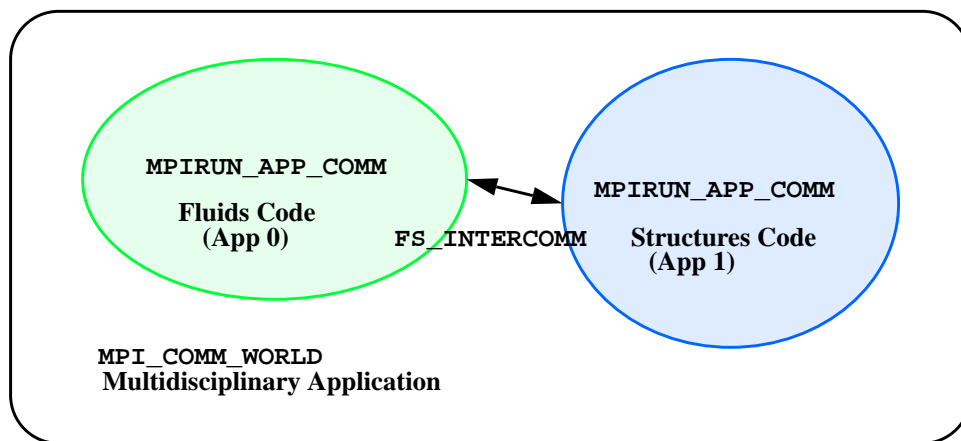 MPIRUN_APP_COMM
Fluids Code
(App 0)
FS_INTERCOMM
MPIRUN_APP_COMM
Structures Code
(App 1)
MPI_COMM_WORLD
Multidisciplinary Application